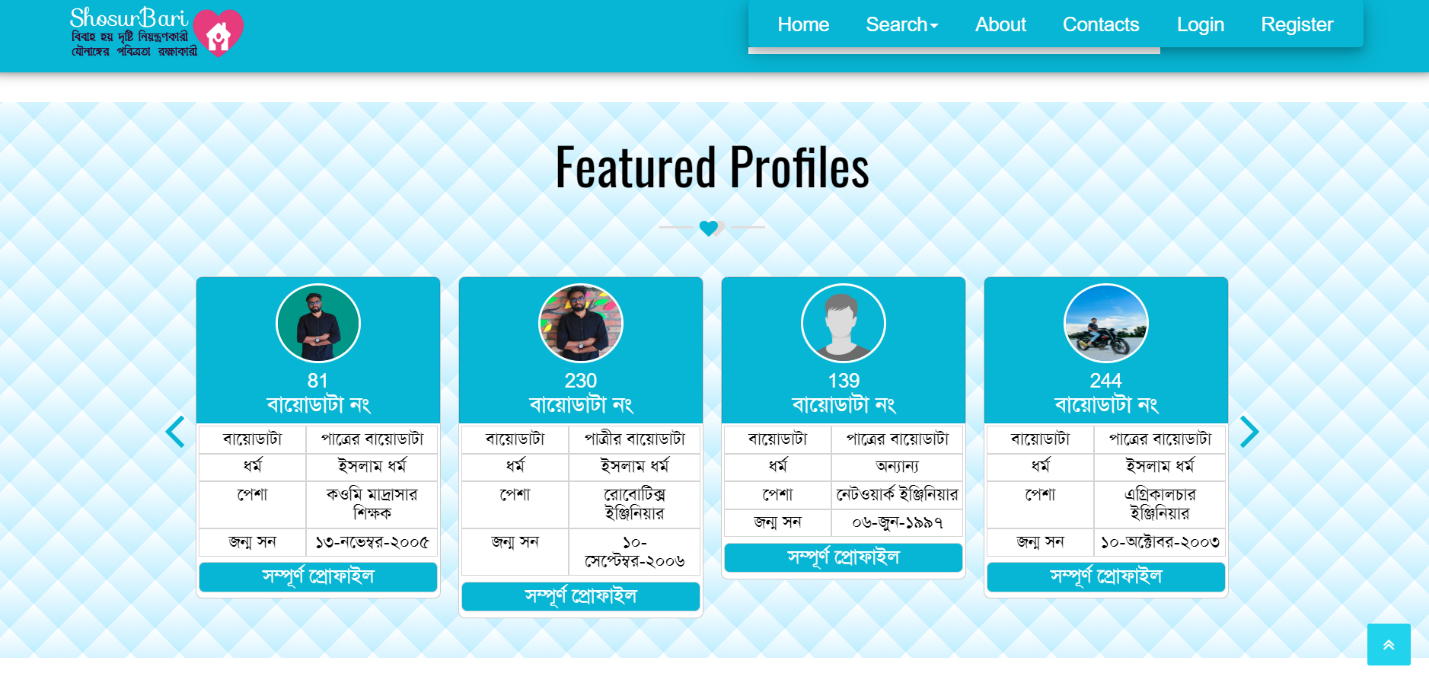 ShosurBari
বিবাহ হয় দৃষ্টি নিয়ন্ত্রণকারী
যৌনাঙ্গের পবিত্রতা রক্ষাকারী
Home Search About Contacts Login Register
Featured Profiles
81
বায়োডাটা নং
বায়োডাটা পাত্রের বায়োডাটা
ধর্ম ইসলাম ধর্ম
পেশা কওমি মাদ্রাসার
শিক্ষক
জন্ম সন ১৩-নভেম্বর-২০০৫
সম্পূর্ণ প্রোফাইল
230
বায়োডাটা নং
বায়োডাটা পাত্রীর বায়োডাটা
ধর্ম ইসলাম ধর্ম
পেশা রোবোটিক্স
ইঞ্জিনিয়ার
জন্ম সন ১০-
সেপ্টেম্বর-২০০৬
সম্পূর্ণ প্রোফাইল
139
বায়োডাটা নং
বায়োডাটা পাত্রের বায়োডাটা
ধর্ম অন্যান্য
পেশা নেটওয়ার্ক ইঞ্জিনিয়ার
জন্ম সন ০৬-জুন-১৯৯৭
সম্পূর্ণ প্রোফাইল
244
বায়োডাটা নং
বায়োডাটা পাত্রের বায়োডাটা
ধর্ম ইসলাম ধর্ম
পেশা এগ্রিকালচার
ইঞ্জিনিয়ার
জন্ম সন ১০-অক্টোবর-২০০৩
সম্পূর্ণ প্রোফাইল